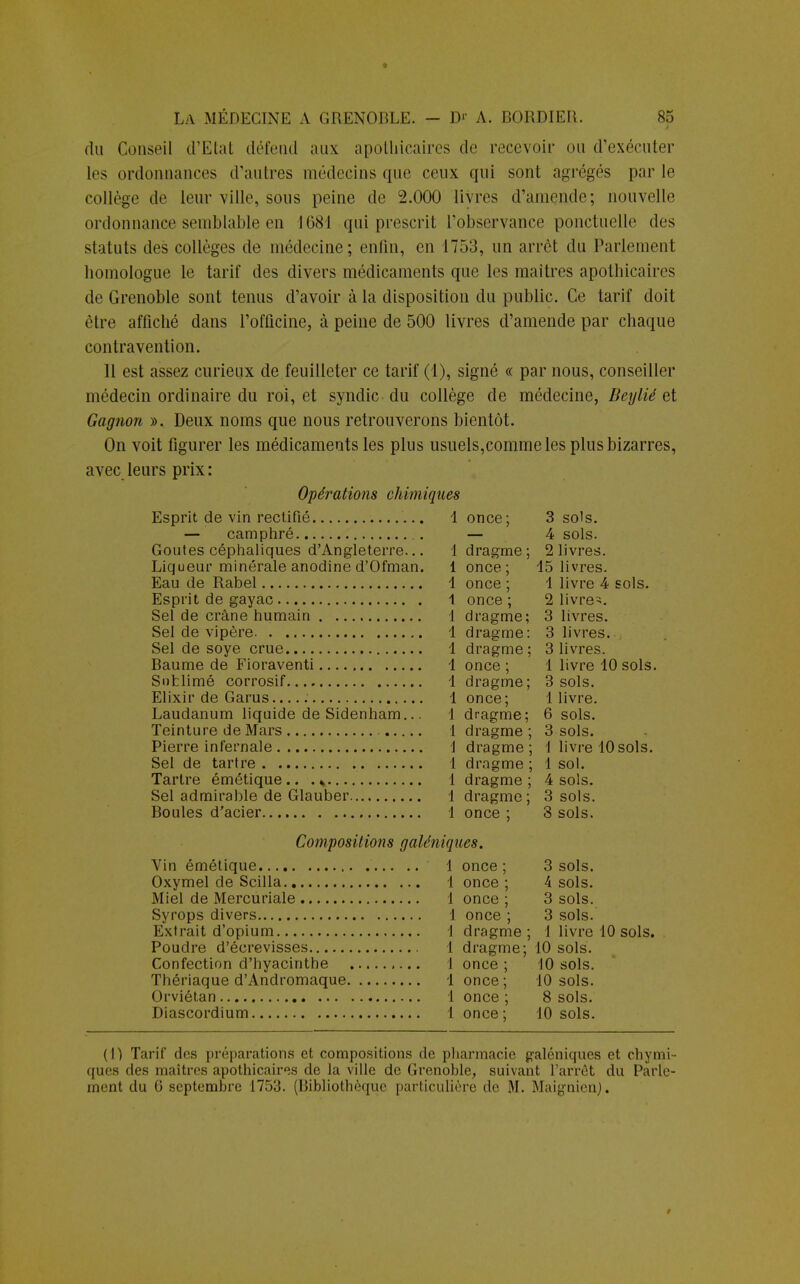 LA MÉDECINE A GRENOBLE. — Dr A. BORDIER. 85
du Conseil d'Etat défend aux apothicaires de recevoir ou d'exécuter
les ordonnances d'autres médecins que ceux qui sont agrégés par le
collège de leur ville, sous peine de 2.000 livres d'amende; nouvelle
ordonnance semblable en 1681 qui prescrit l'observance ponctuelle des
statuts des collèges de médecine; enfin, en 1753, un arrêt du Parlement
homologue le tarif des divers médicaments que les maitres apothicaires
de Grenoble sont tenus d'avoir à la disposition du public. Ce tarif doit
être affiché dans l'officine, à peine de 500 livres d'amende par chaque
contravention.
Il est assez curieux de feuilleter ce tarif (1), signé « par nous, conseiller
médecin ordinaire du roi, et syndic du collège de médecine, Beylié et
Gagnon ». Deux noms que nous retrouverons bientôt.
On voit figurer les médicaments les plus usuels, comme les plus bizarres,
avec leurs prix:
Opérations chimiques
Esprit de vin rectifié.............. 1 once; 3 sols.
— camphré................ — 4 sols.
Goutes céphaliques d'Angleterre... 1 dragme; 2 livres.
Liqueur minérale anodine d'Ofman. 1 once; 15 livres.
Eau de Rabel.................... 1 once; 1 livre 4 sols.
Esprit de gayac.................. 1 once; 2 livres.
Sel de crâne humain............. 1 dragme; 3 livres.
Sel de vipère.................... 1 dragme: 3 livres.
Sel de soye crue................. 1 dragme; 3 livres.
Baume de Fioraventi............. 1 once; 1 livre 10 sols.
Sublimé corrosif................. 1 dragme; 3 sols.
Elixir de Garus.................. 1 once; 1 livre.
Laudanum liquide de Sidenham... 1 dragme; 6 sols.
Teinture de Mars................. 1 dragme; 3 sols.
Pierre infernale.................. 1 dragme; 1 livre 10 sols.
Sel de tartre.................... 1 dragme; 1 sol.
Tartre émétique................. 1 dragme; 4 sols.
Sel admirable de Glauber.......... 1 dragme; 3 sols.
Boules d'acier................... 1 once; 8 sols.
Compositions galéniques.
Vin émétique.................... 1 once; 3 sols.
Oxymel de Scilla................. 1 once; 4 sols.
Miel de Mercuriale............... 1 once; 3 sols.
Syrops divers.................... 1 once; 3 sols.
Extrait d'opium.................. 1 dragme; 1 livre 10 sols.
Poudre d'écrevisses.............. 1 dragme; 10 sols.
Confection d'hyacinthe .......... 1 once; 10 sols.
Thériaque d'Andromaque.......... 1 once; 10 sols.
Orviétan........................ 1 once; 8 sols.
Diascordium..................... 1 once; 10 sols.
(1) Tarif des préparations et compositions de pharmacie galéniques et chymi-
ques des maîtres apothicaires de la ville de Grenoble, suivant l'arrêt du Parle-
ment du 6 septembre 1753. (Bibliothèque particulière de M. Maignien).